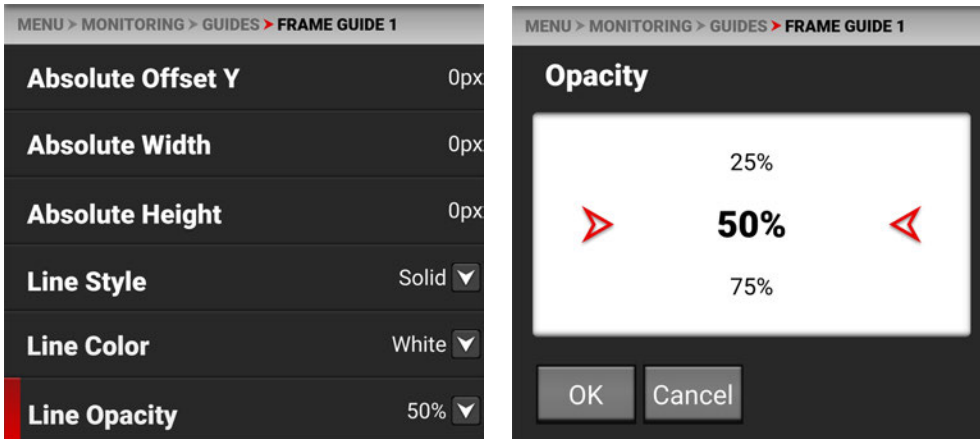 MENU > MONITORING > GUIDES > FRAME GUIDE 1
Absolute Offset Y 0px
Absolute Width 0px
Absolute Height 0px
Line Style Solid
Line Color White
Line Opacity 50%
MENU > MONITORING > GUIDES > FRAME GUIDE 1
Opacity
25%
50%
75%
OK Cancel